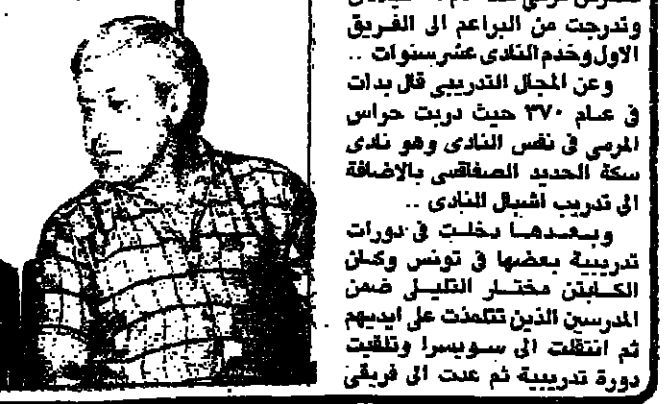 وتدرجت من البراعم الى الفريق
الاول وخدم النادى عشر سنوات ..
وعن المجال التدريبى قال بدات
فى عام ٣٧٠ حيث دربت حراس
المرمى فى نفس النادى وهو نادى
سكة الحديد الصفاقسى بالاضافة
الى تدريب اشبال النادى ..
وبعدها دخلت فى دورات
تدريبية بعضها فى تونس وكان
الكابتن مختار التليلى ضمن
المدرسين الذين تتلمذت على ايديهم
ثم انتقلت الى سويسرا وتلقيت
دورة تدريبية ثم عدت الى فريقى